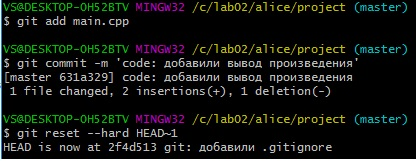 VS@DESKTOP-OH52BTV MINGW32 /c/lab02/alice/project (master)
$ git add main.cpp
VS@DESKTOP-OH52BTV MINGW32 /c/lab02/alice/project (master)
$ git commit -m 'code: добавили вывод произведения'
[master 631a329] code: добавили вывод произведения
1 file changed, 2 insertions(+), 1 deletion(-)
VS@DESKTOP-OH52BTV MINGW32 /c/lab02/alice/project (master)
$ git reset --hard HEAD~1
HEAD is now at 2f4d513 git: добавили .gitignore